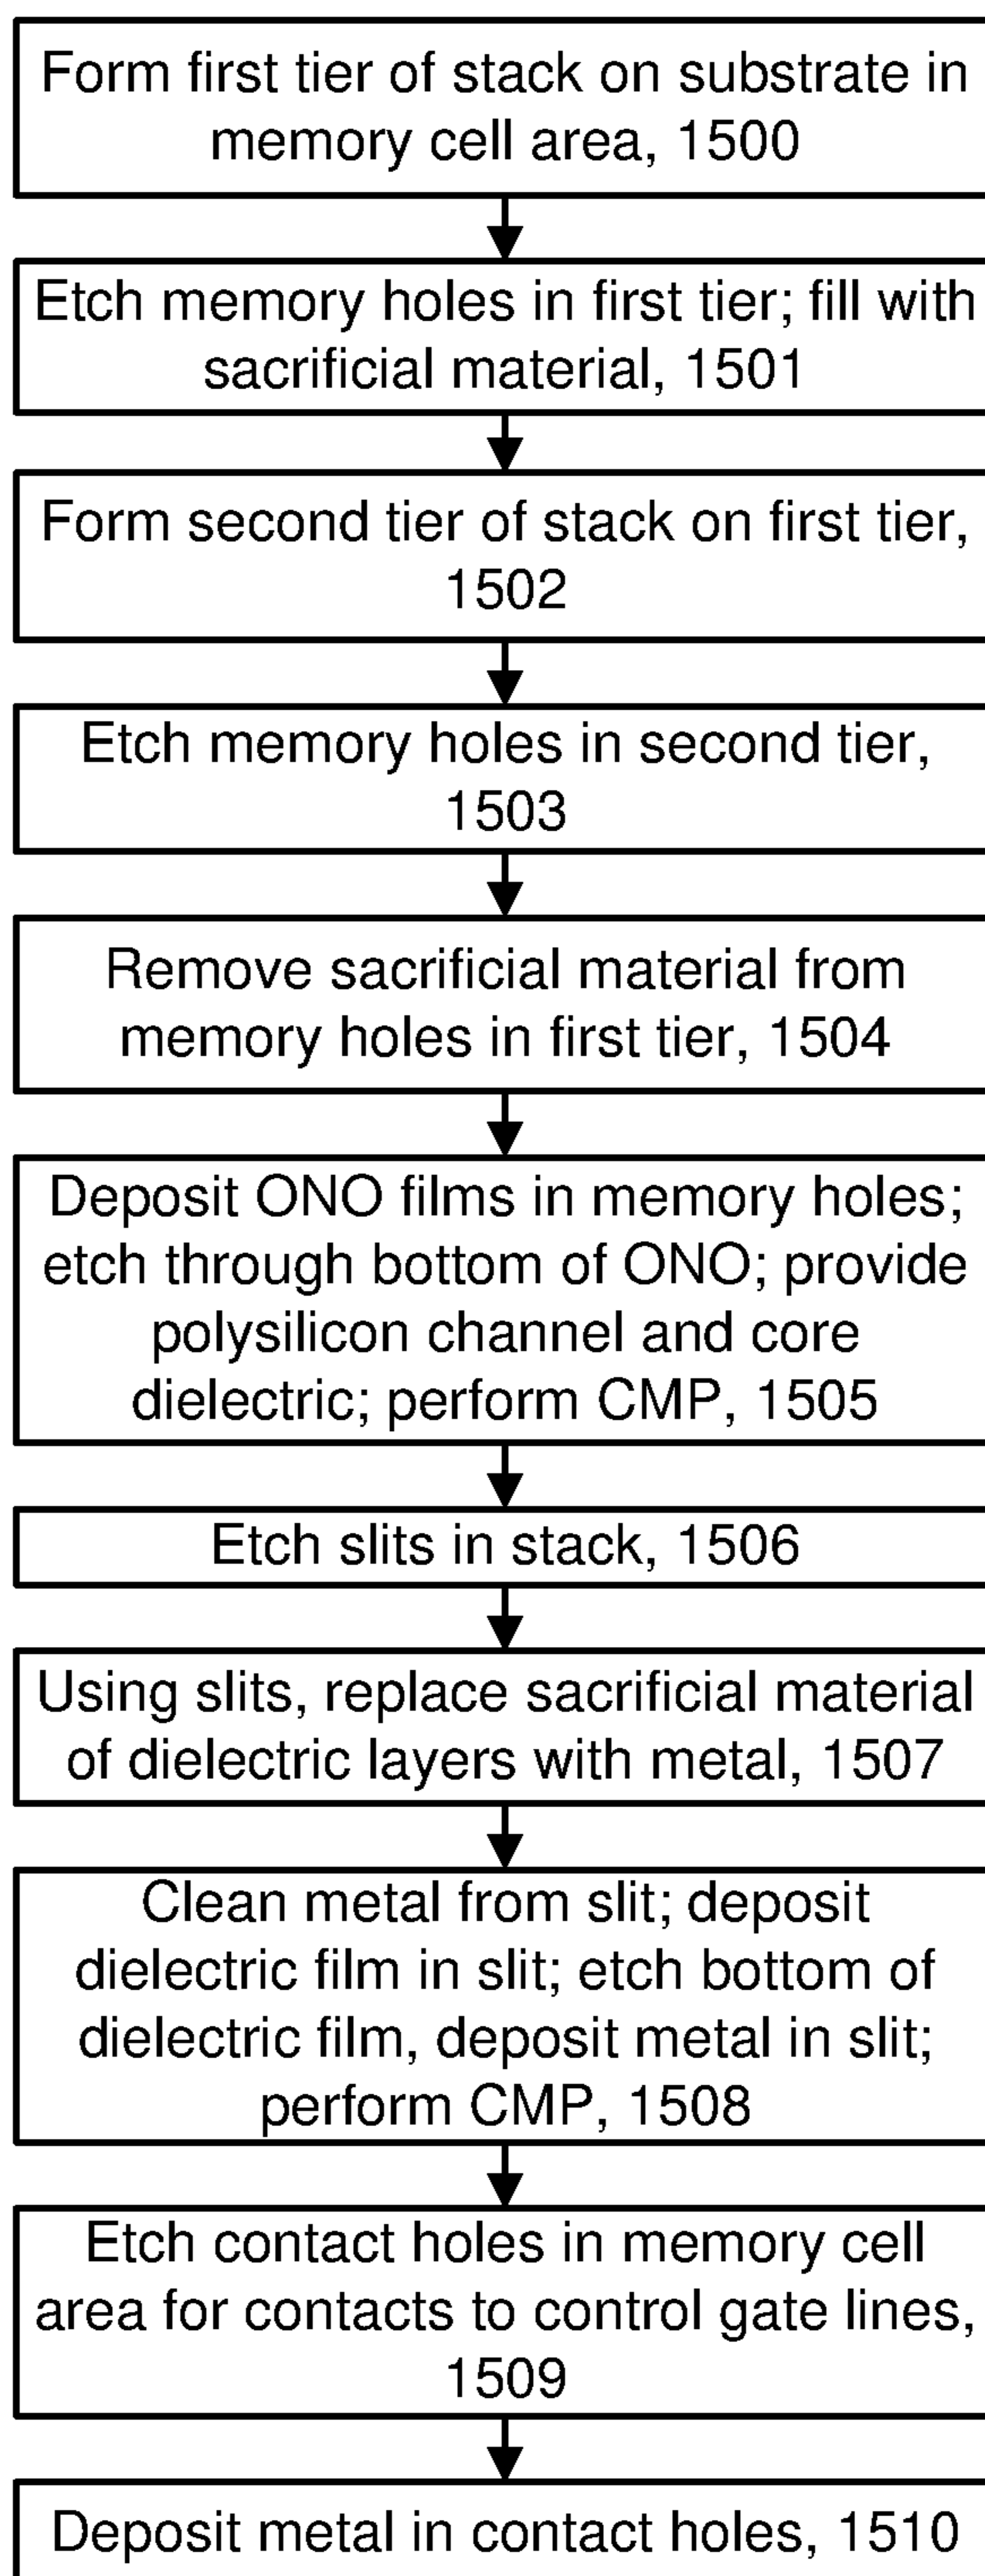 Form first tier of stack on substrate in
memory cell area, 1500
Etch memory holes in first tier; fill with
sacrificial material, 1501
Form second tier of stack on first tier,
1502
Etch memory holes in second tier,
1503
Remove sacrificial material from
memory holes in first tier, 1504
Deposit ONO films in memory holes;
etch through bottom of ONO; provide
polysilicon channel and core
dielectric; perform CMP, 1505
Etch slits in stack, 1506
Using slits, replace sacrificial material
of dielectric layers with metal, 1507
Clean metal from slit; deposit
dielectric film in slit; etch bottom of
dielectric film, deposit metal in slit;
perform CMP, 1508
Etch contact holes in memory cell
area for contacts to control gate lines,
1509
Deposit metal in contact holes, 1510